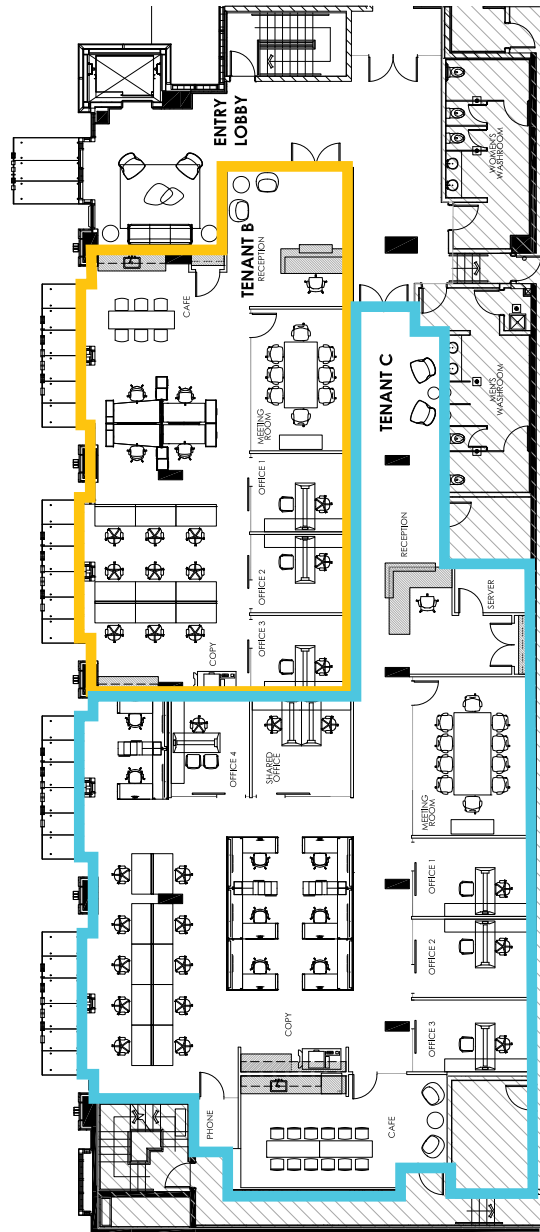 ENTRY
LOBBY
WOMEN'S
WASHROOM
TENANT B
RECEPTION
CAFE
MEETING
ROOM
OFFICE 1
OFFICE 2
OFFICE 3
COPY
MEN'S
WASHROOM
TENANT C
RECEPTION
SERVER
OFFICE 4
SHARED
OFFICE
MEETING
ROOM
OFFICE 1
OFFICE 2
OFFICE 3
COPY
PHONE
CAFE